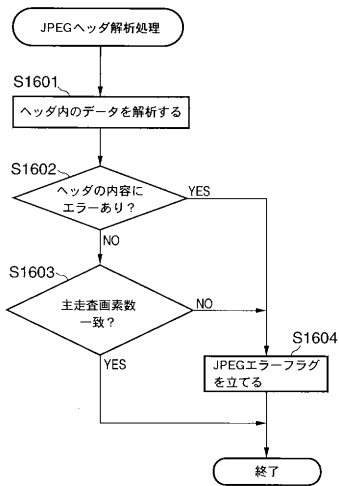 JPEGヘッダ解析処理
S1601
ヘッダ内のデータを解析する
S1602
ヘッダの内容に
エラーあり?
YES
NO
S1603
主走査画素数
一致?
NO
YES
S1604
JPEGエラーフラグ
を立てる
終了